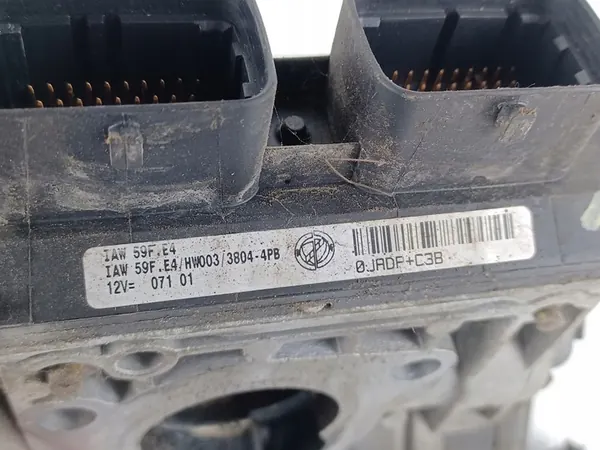 IAW 59F.E4
IAW 59F.E4/HW003/3804-4PB
12V= 071 01
0JRDP+C3B